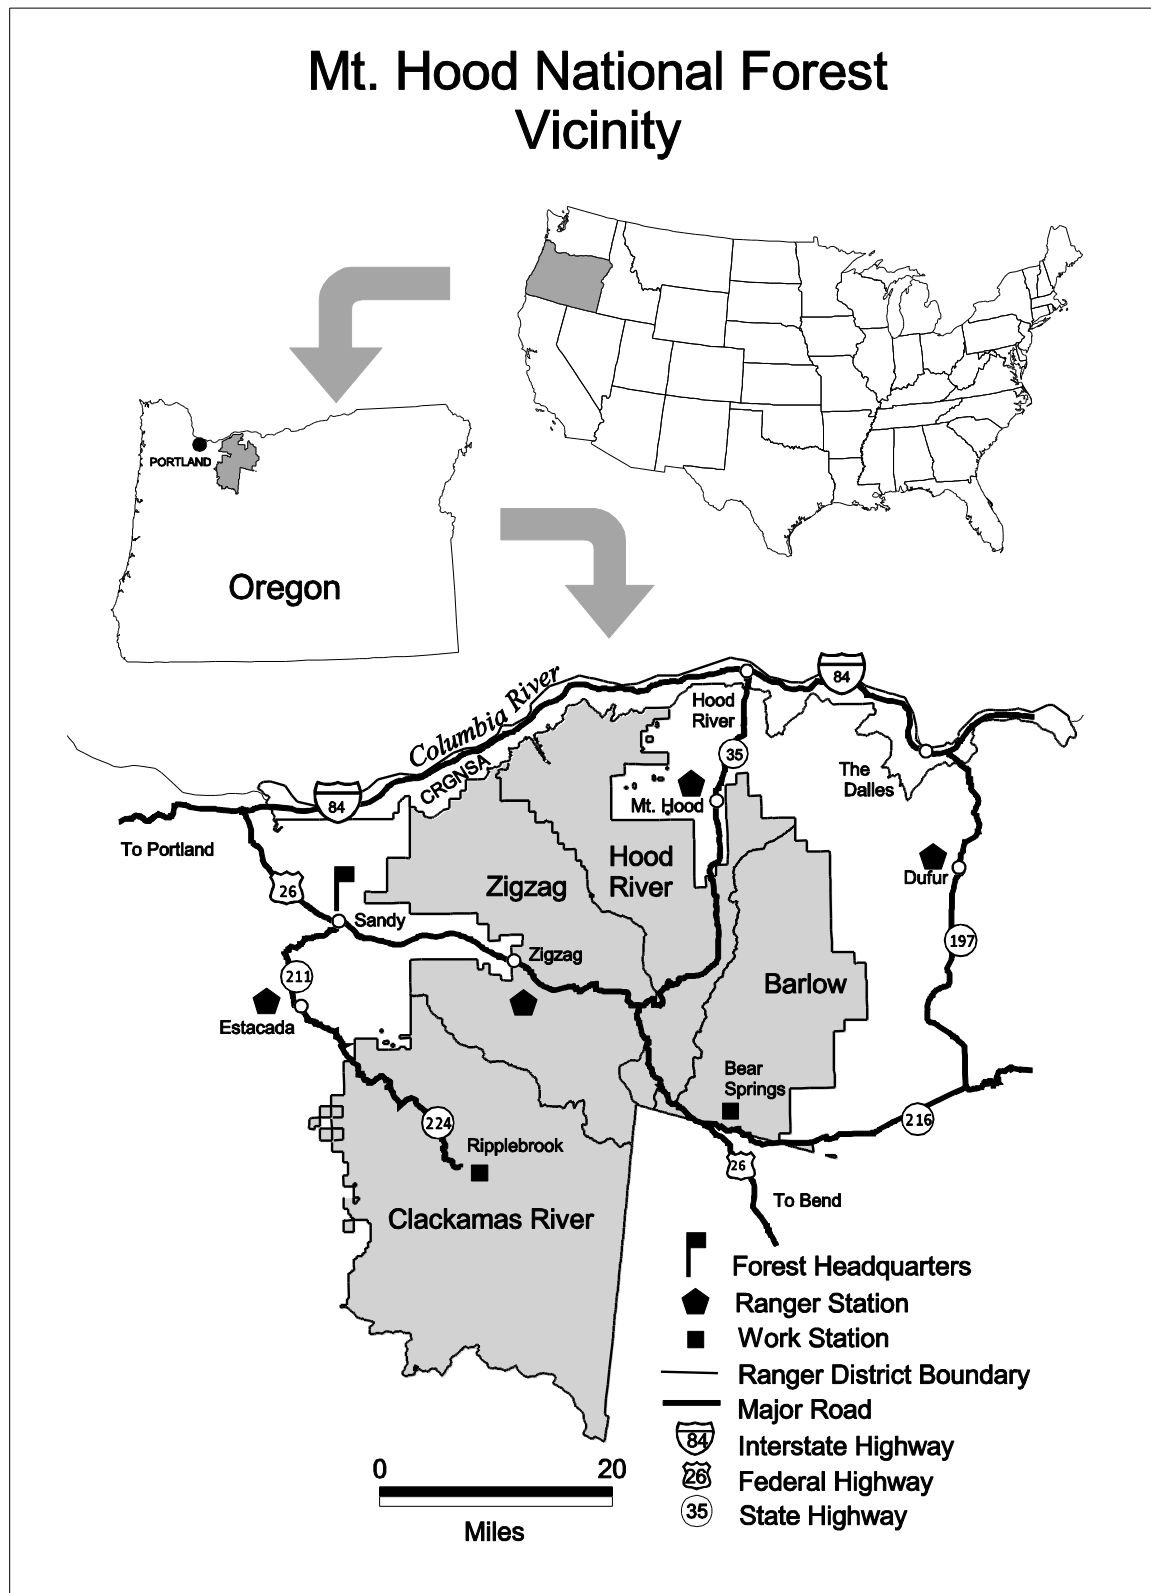 Mt. Hood National Forest
Vicinity
PORTLAND
Oregon
Columbia River
84
Hood
River
35
CRGNSA
The
Dalles
84
Mt. Hood
To Portland
Hood
River
Dufur
26
Zigzag
Sandy
197
Zigzag
211
Barlow
Estacada
Bear
Springs
224
216
Ripplebrook
26
To Bend
Clackamas River
Forest Headquarters
Ranger Station
Work Station
Ranger District Boundary
Major Road
84
Interstate Highway
26
Federal Highway
35
State Highway
0 20
Miles